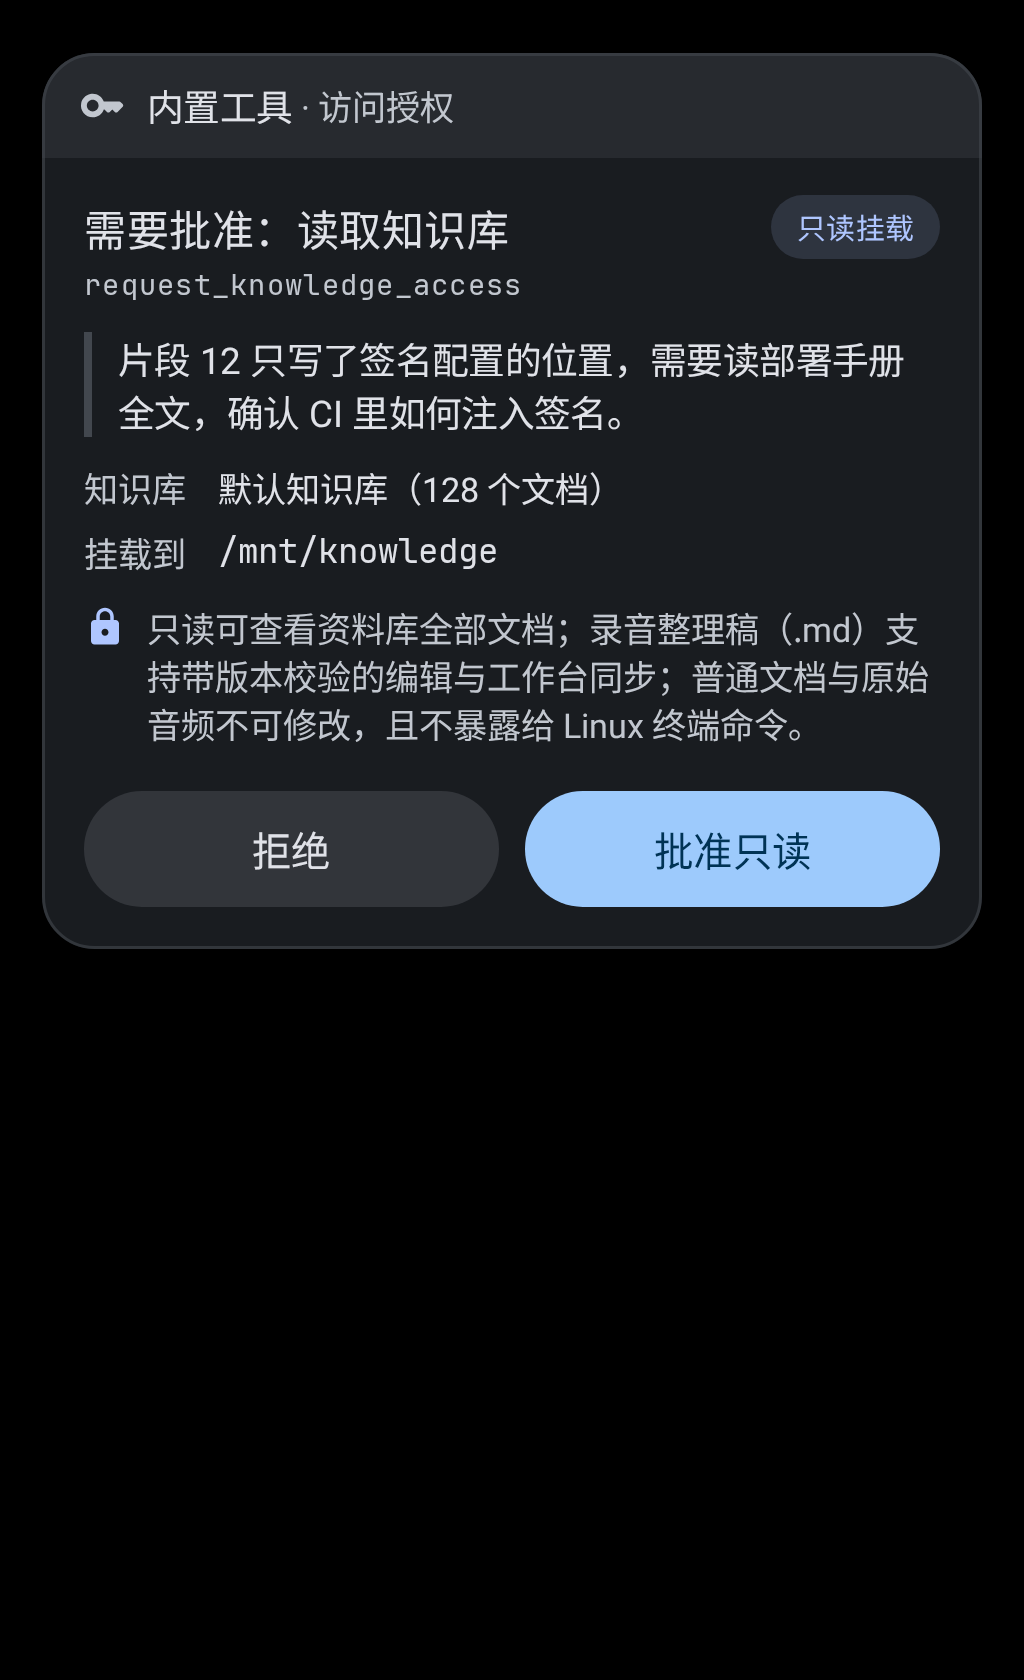 内置工具 · 访问授权
需要批准：读取知识库
只读挂载
request_knowledge_access
片段 12 只写了签名配置的位置，需要读部署手册
全文，确认 CI 里如何注入签名。
知识库 默认知识库（128 个文档）
挂载到 /mnt/knowledge
只读可查看资料库全部文档；录音整理稿（.md）支
持带版本校验的编辑与工作台同步；普通文档与原始
音频不可修改，且不暴露给 Linux 终端命令。
拒绝
批准只读